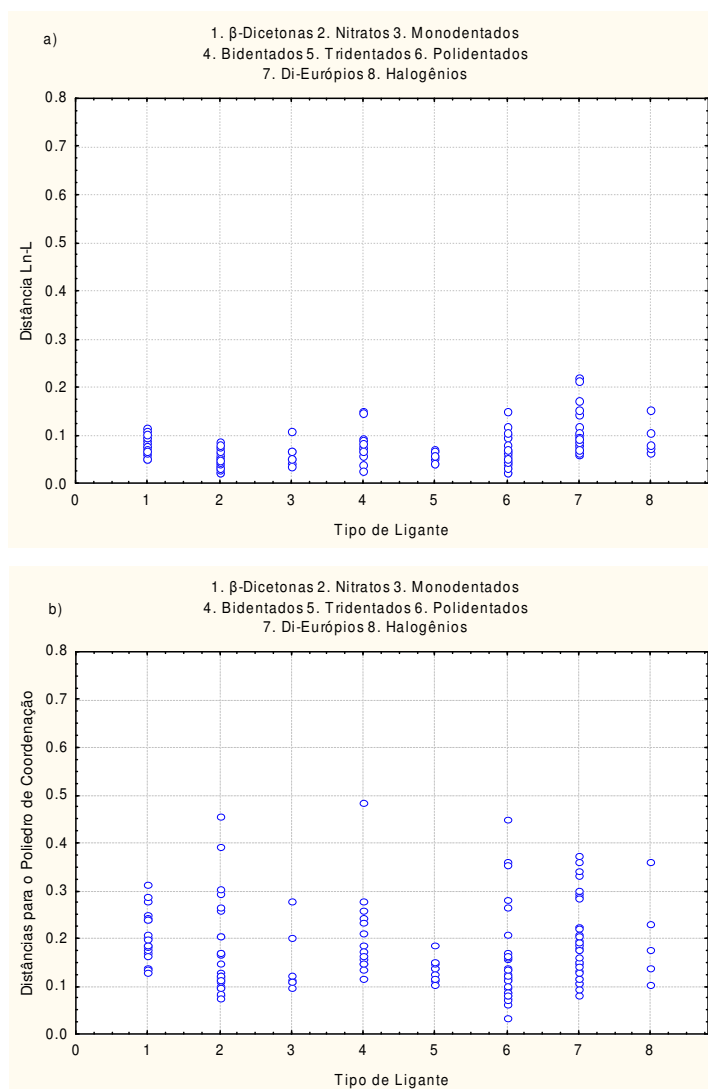 a)
1. β-Dicetonas 2. Nitratos 3. Monodentados
4. Bidentados 5. Tridentados 6. Polidentados
7. Di-Európios 8. Halogênios
Distância Ln-L
0.8
0.7
0.6
0.5
0.4
0.3
0.2
0.1
0.0
0 1 2 3 4 5 6 7 8
Tipo de Ligante
b)
1. β-Dicetonas 2. Nitratos 3. Monodentados
4. Bidentados 5. Tridentados 6. Polidentados
7. Di-Európios 8. Halogênios
Distâncias para o Poliedro de Coordenação
0.8
0.7
0.6
0.5
0.4
0.3
0.2
0.1
0.0
0 1 2 3 4 5 6 7 8
Tipo de Ligante